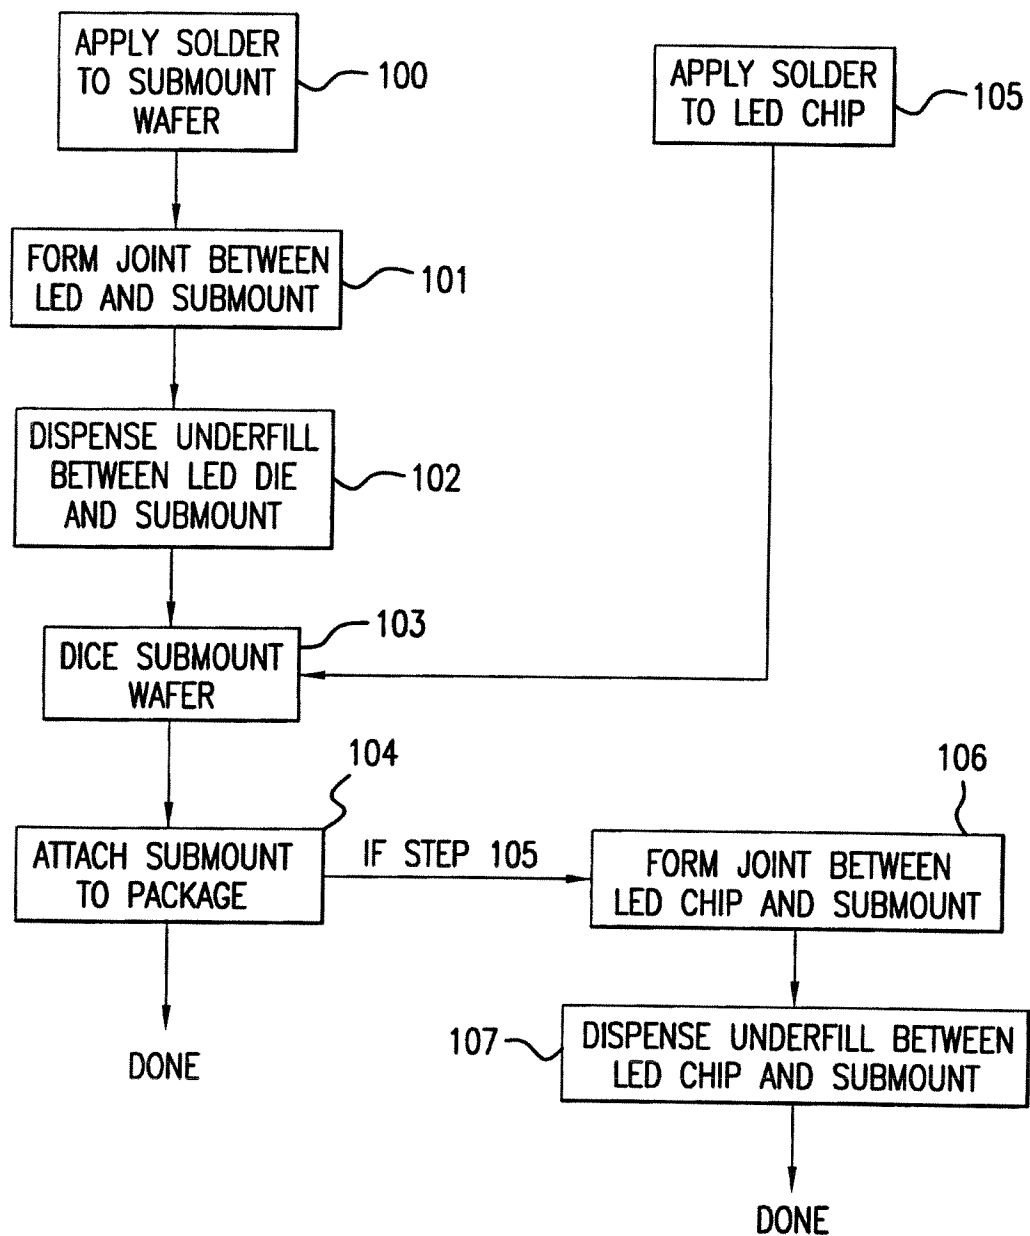 APPLY SOLDER
TO SUBMOUNT
WAFER
100
APPLY SOLDER
TO LED CHIP
105
FORM JOINT BETWEEN
LED AND SUBMOUNT
101
DISPENSE UNDERFILL
BETWEEN LED DIE
AND SUBMOUNT
102
DICE SUBMOUNT
WAFER
103
ATTACH SUBMOUNT
TO PACKAGE
104
IF STEP 105
FORM JOINT BETWEEN
LED CHIP AND SUBMOUNT
106
DISPENSE UNDERFILL BETWEEN
LED CHIP AND SUBMOUNT
107
DONE
DONE